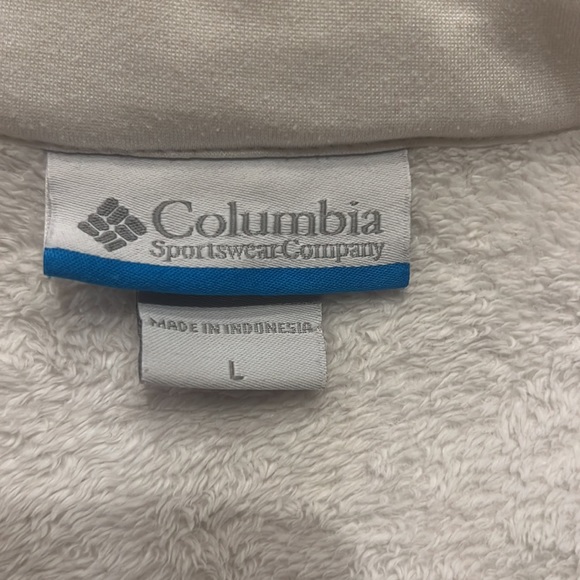 Columbia
Sportswear Company
MADE IN INDONESIA
L